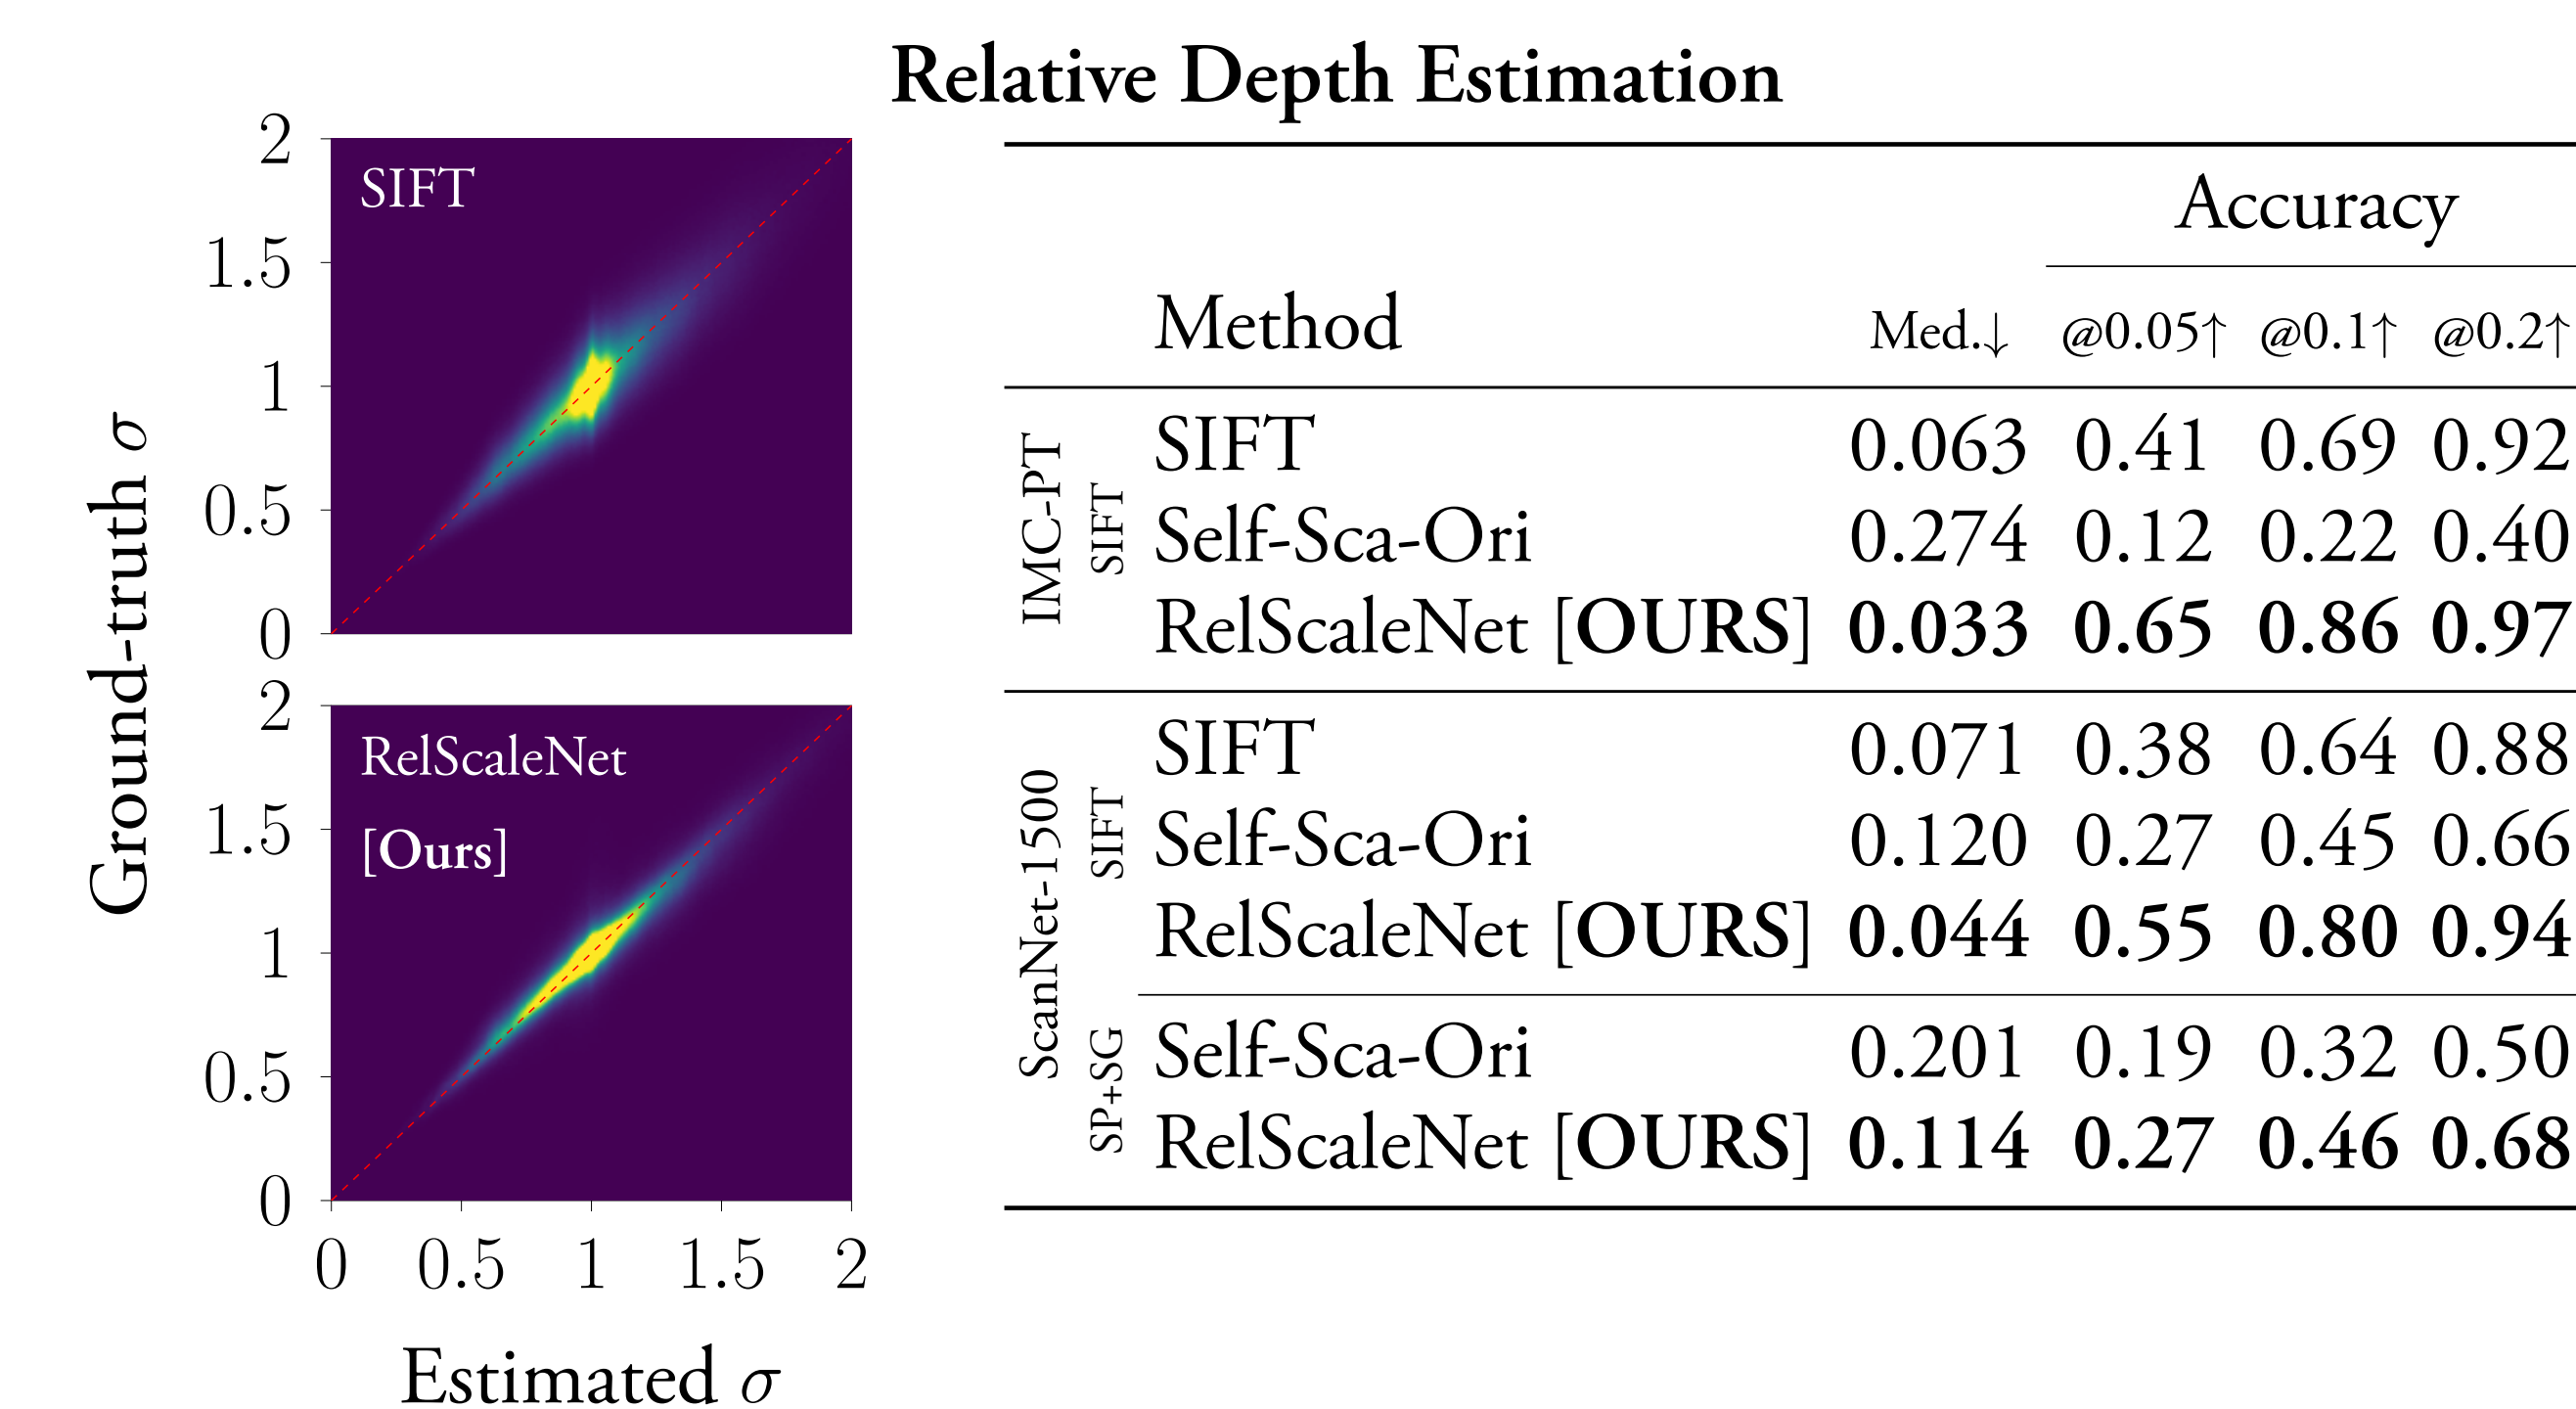 Relative Depth Estimation
Ground-truth σ
2
1.5
1
0.5
0
SIFT
2
1.5
1
0.5
0
RelScaleNet
[Ours]
0 0.5 1 1.5 2
Estimated σ
Accuracy
Method Med.↓ @0.05↑ @0.1↑ @0.2↑
IMC-PT
SIFT
SIFT 0.063 0.41 0.69 0.92
Self-Sca-Ori 0.274 0.12 0.22 0.40
RelScaleNet [OURS] 0.033 0.65 0.86 0.97
ScanNet-1500
SIFT
SIFT 0.071 0.38 0.64 0.88
Self-Sca-Ori 0.120 0.27 0.45 0.66
RelScaleNet [OURS] 0.044 0.55 0.80 0.94
SP+SG
Self-Sca-Ori 0.201 0.19 0.32 0.50
RelScaleNet [OURS] 0.114 0.27 0.46 0.68